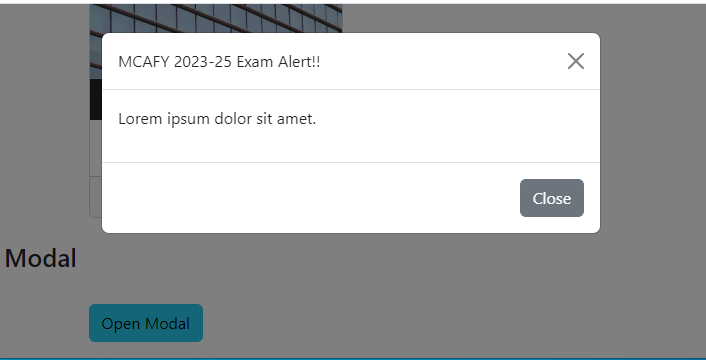 MCAFY 2023-25 Exam Alert!!
Lorem ipsum dolor sit amet.
Close
Modal
Open Modal